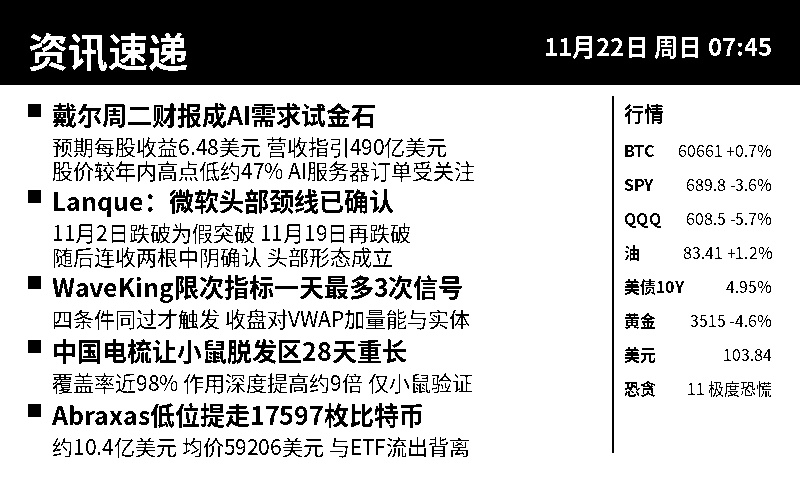 资讯速递
11月22日 周日 07:45
戴尔周二财报成AI需求试金石
预期每股收益6.48美元 营收指引490亿美元
股价较年内高点低约47% AI服务器订单受关注
Lanque：微软头部颈线已确认
11月2日跌破为假突破 11月19日再跌破
随后连收两根中阴确认 头部形态成立
WaveKing限次指标一天最多3次信号
四条件同过才触发 收盘对VWAP加量能与实体
中国电梳让小鼠脱发区28天重长
覆盖率近98% 作用深度提高约9倍 仅小鼠验证
Abraxas低位提走17597枚比特币
约10.4亿美元 均价59206美元 与ETF流出背离
行情
BTC 60661 +0.7%
SPY 689.8 -3.6%
QQQ 608.5 -5.7%
油 83.41 +1.2%
美债10Y 4.95%
黄金 3515 -4.6%
美元 103.84
恐贪 11 极度恐慌